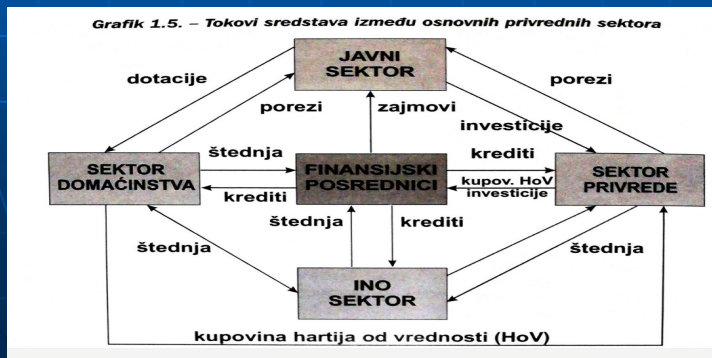 Grafik 1.5. – Tokovi sredstava između osnovnih privrednih sektora
JAVNI
SEKTOR
dotacije
porezi
porezi
zajmovi
investicije
štednja
krediti
SEKTOR
DOMAĆINSTVA
FINANSIJSKI
POSREDNICI
SEKTOR
PRIVREDE
krediti
kupov. HoV
investicije
štednja
krediti
štednja
štednja
INO
SEKTOR
kupovina hartija od vrednosti (HoV)